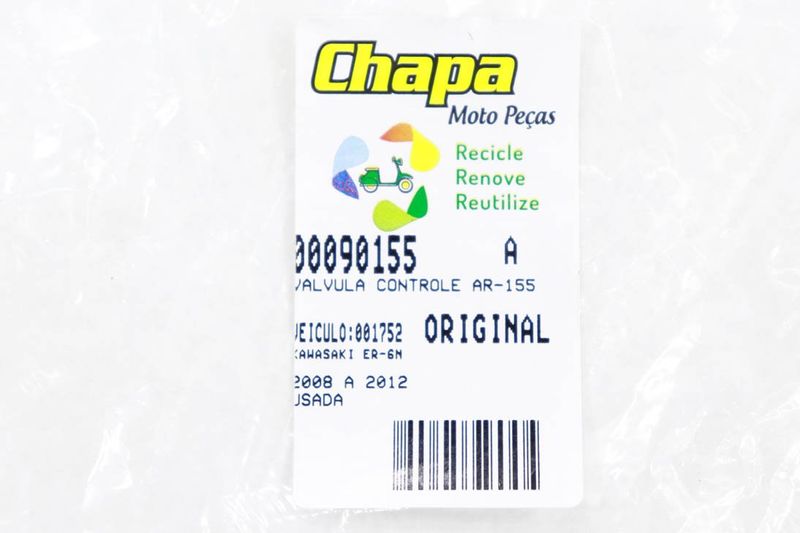 Chapa
Moto Peças
Recicle
Renove
Reutilize
00090155 A
VALVULA CONTROLE AR-155
VEICULO:001752 ORIGINAL
KAWASAKI ER-6N
2008 A 2012
USADA